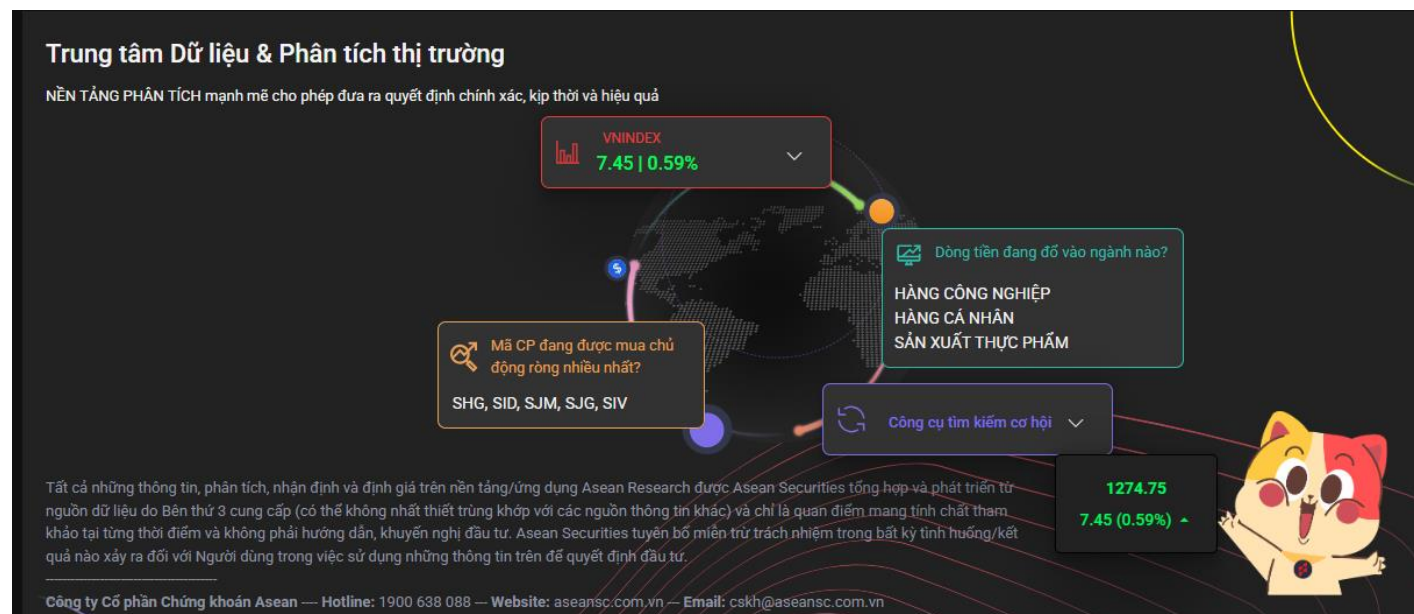 Trung tâm Dữ liệu & Phân tích thị trường
NỀN TẢNG PHÂN TÍCH mạnh mẽ cho phép đưa ra quyết định chính xác, kịp thời và hiệu quả
VNINDEX
7.45 | 0.59%
Dòng tiền đang đổ vào ngành nào?
HÀNG CÔNG NGHIỆP
HÀNG CÁ NHÂN
SẢN XUẤT THỰC PHẨM
Mã CP đang được mua chủ
động ròng nhiều nhất?
SHG, SID, SJM, SJG, SIV
Công cụ tìm kiếm cơ hội
1274.75
7.45 (0.59%)
Tất cả những thông tin, phân tích, nhận định và định giá trên nền tảng/ứng dụng Asean Research được Asean Securities tổng hợp và phát triển từ
nguồn dữ liệu do Bên thứ 3 cung cấp (có thể không nhất thiết trùng khớp với các nguồn thông tin khác) và chỉ là quan điểm mang tính chất tham
khảo tại từng thời điểm và không phải hướng dẫn, khuyến nghị đầu tư. Asean Securities tuyên bố miễn trừ trách nhiệm trong bất kỳ tình huống/kết
quả nào xảy ra đối với Người dùng trong việc sử dụng những thông tin trên để quyết định đầu tư.
Công ty Cổ phần Chứng khoán Asean --- Hotline: 1900 638 088 --- Website: aseansc.com.vn --- Email: cskh@aseansc.com.vn